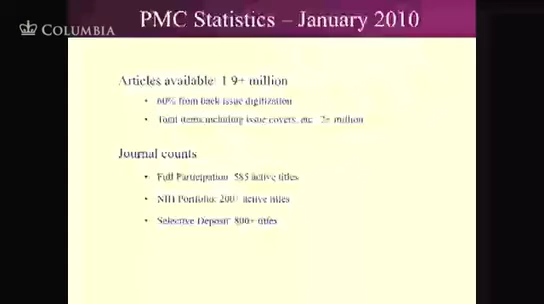 COLUMBIA
PMC Statistics – January 2010
Articles available: 1.9+ million
• 60% from back issue digitization
• Total items including issue covers, etc. 2+ million
Journal counts
• Full Participation: 585 active titles
• NIH Portfolio: 200+ active titles
• Selective Deposit: 800+ titles